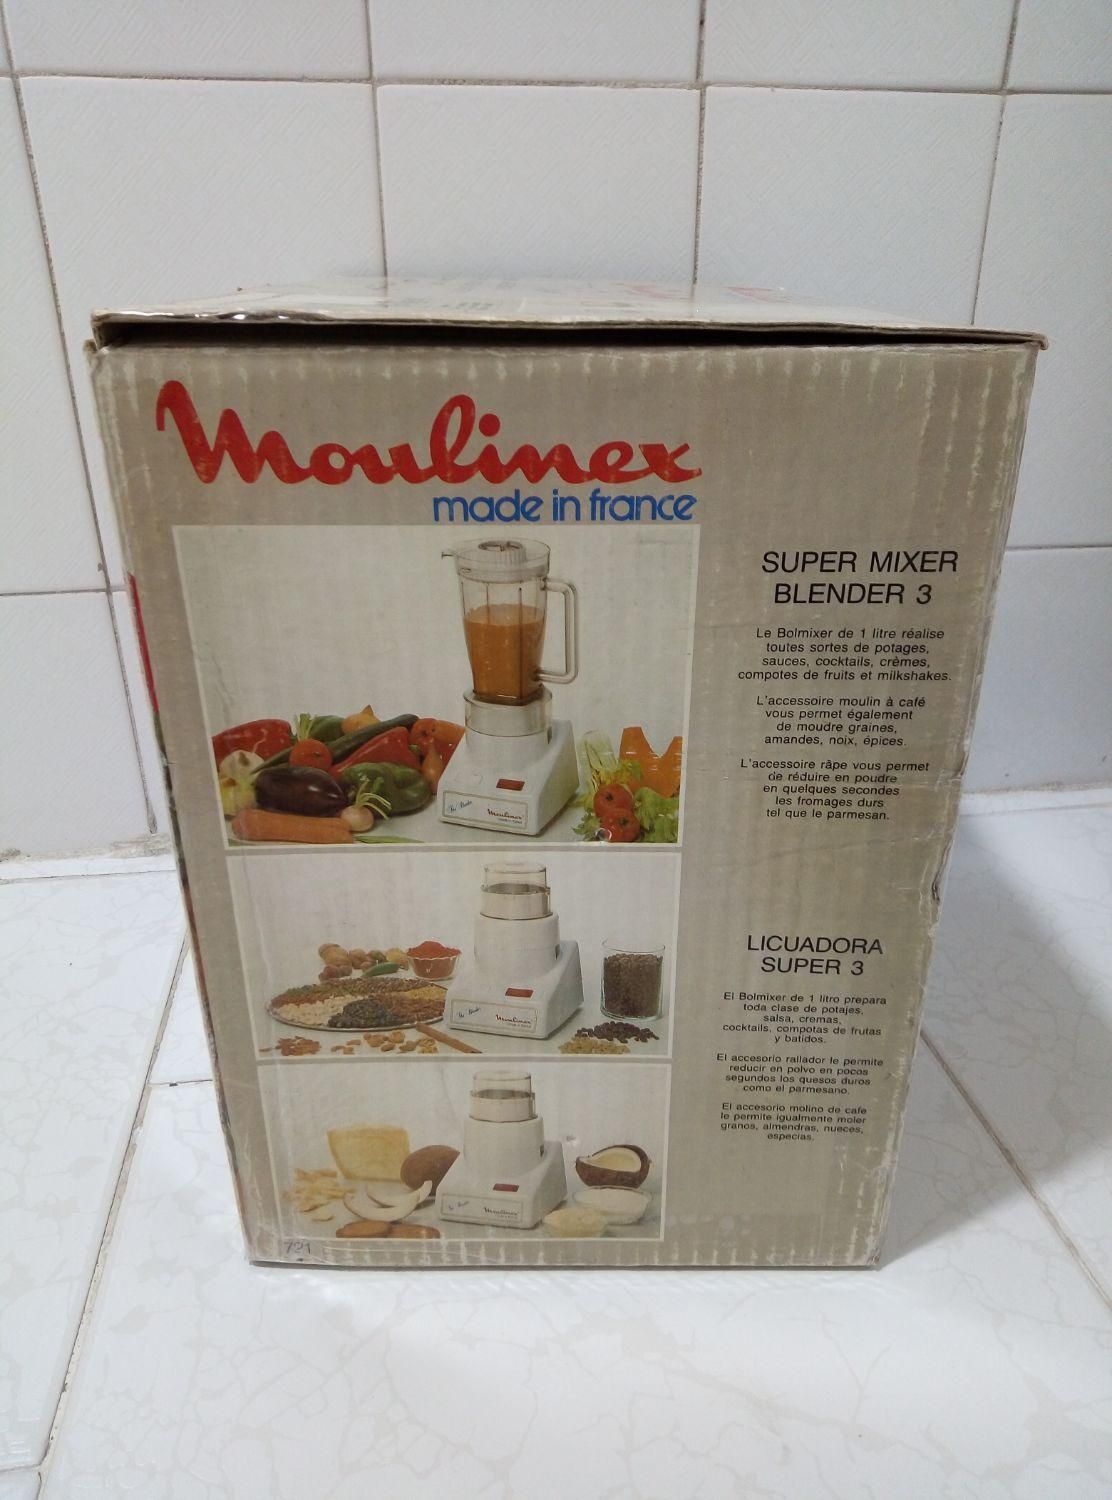 Moulinex
made in france
SUPER MIXER
BLENDER 3
Le Bolmixer de 1 litre réalise
toutes sortes de potages,
sauces, cocktails, crèmes,
compotes de fruits et milkshakes.
L'accessoire moulin à café
vous permet également
de moudre graines,
amandes, noix, épices.
L'accessoire râpe vous permet
de réduire en poudre
en quelques secondes
les fromages durs
tel que le parmesan.
LICUADORA
SUPER 3
El Bolmixer de 1 litro prepara
toda clase de potajes,
salsa, cremas,
cocktails, compotas de frutas
y batidos.
El accesorio rallador le permite
reducir en polvo en pocos
segundos los quesos duros
como el parmesano.
El accesorio molino de cafe
le permite igualmente moler
granos, almendras, nueces,
especias.
Moulinex
Moulinex
Moulinex
721